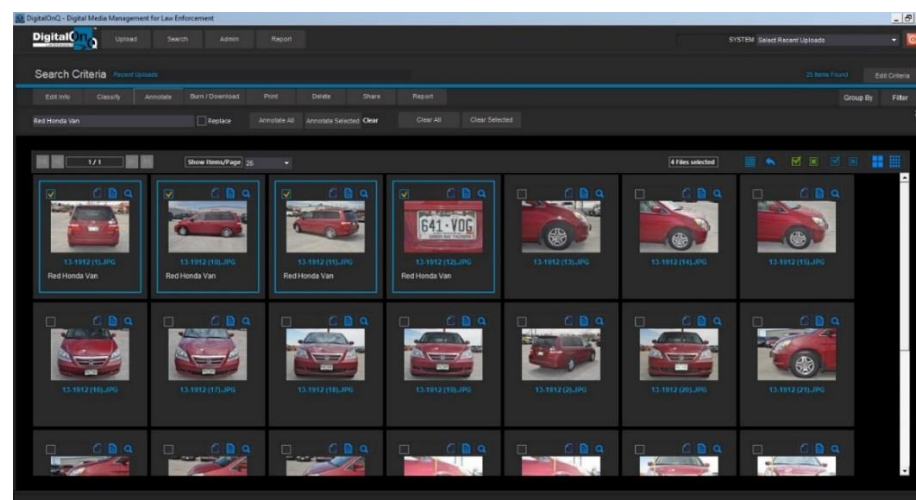 DigitalOnQ - Digital Media Management for Law Enforcement
DigitalOnQ Upload Search Admin Report SYSTEM Select Recent Uploads
Search Criteria Recent Uploads 25 Items Found Edit Criteria
Edit Info Classify Annotate Burn / Download Print Delete Share Report Group By Filter
Red Honda Van Replace Annotate All Annotate Selected Clear Clear All Clear Selected
1 / 1 Show Items/Page 25 4 Files selected
641-VOG
13-1912 (1).JPG 13-1912 (10).JPG 13-1912 (11).JPG 13-1912 (12).JPG 13-1912 (13).JPG 13-1912 (14).JPG 13-1912 (15).JPG
Red Honda Van Red Honda Van Red Honda Van Red Honda Van
13-1912 (16).JPG 13-1912 (17).JPG 13-1912 (18).JPG 13-1912 (19).JPG 13-1912 (2).JPG 13-1912 (20).JPG 13-1912 (21).JPG